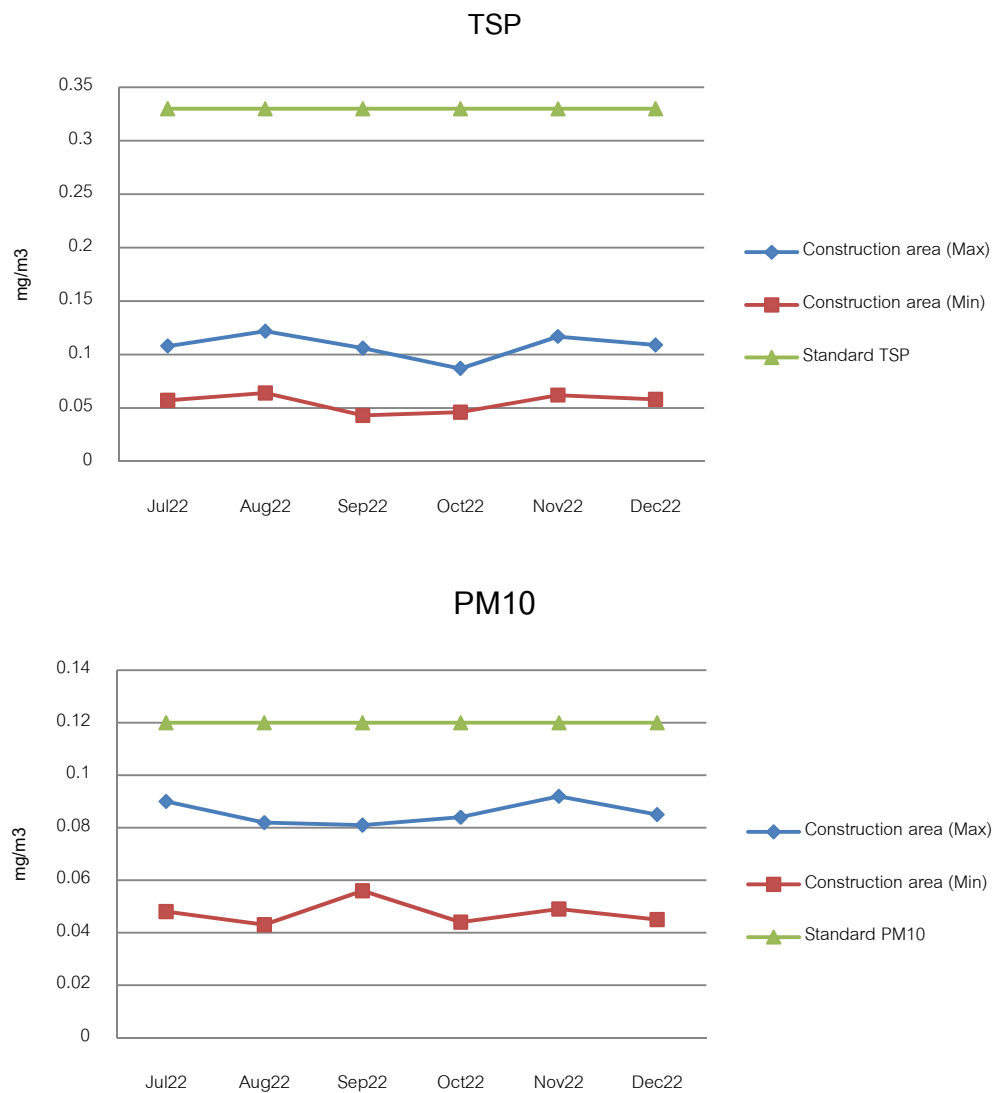 TSP
0.35
0.3
0.25
0.2
0.15
0.1
0.05
0
mg/m3
Jul22 Aug22 Sep22 Oct22 Nov22 Dec22
Construction area (Max)
Construction area (Min)
Standard TSP
PM10
0.14
0.12
0.1
0.08
0.06
0.04
0.02
0
mg/m3
Jul22 Aug22 Sep22 Oct22 Nov22 Dec22
Construction area (Max)
Construction area (Min)
Standard PM10